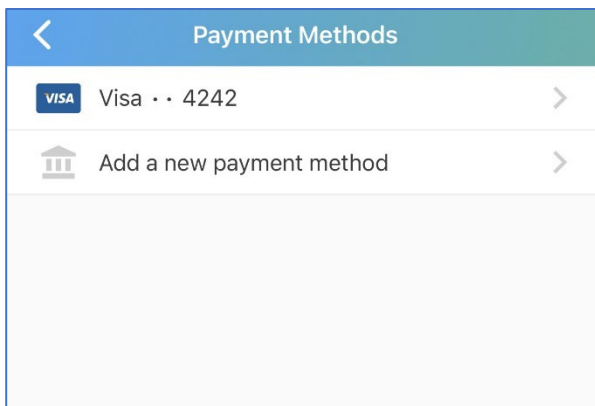 Payment Methods
VISA Visa •• 4242
Add a new payment method